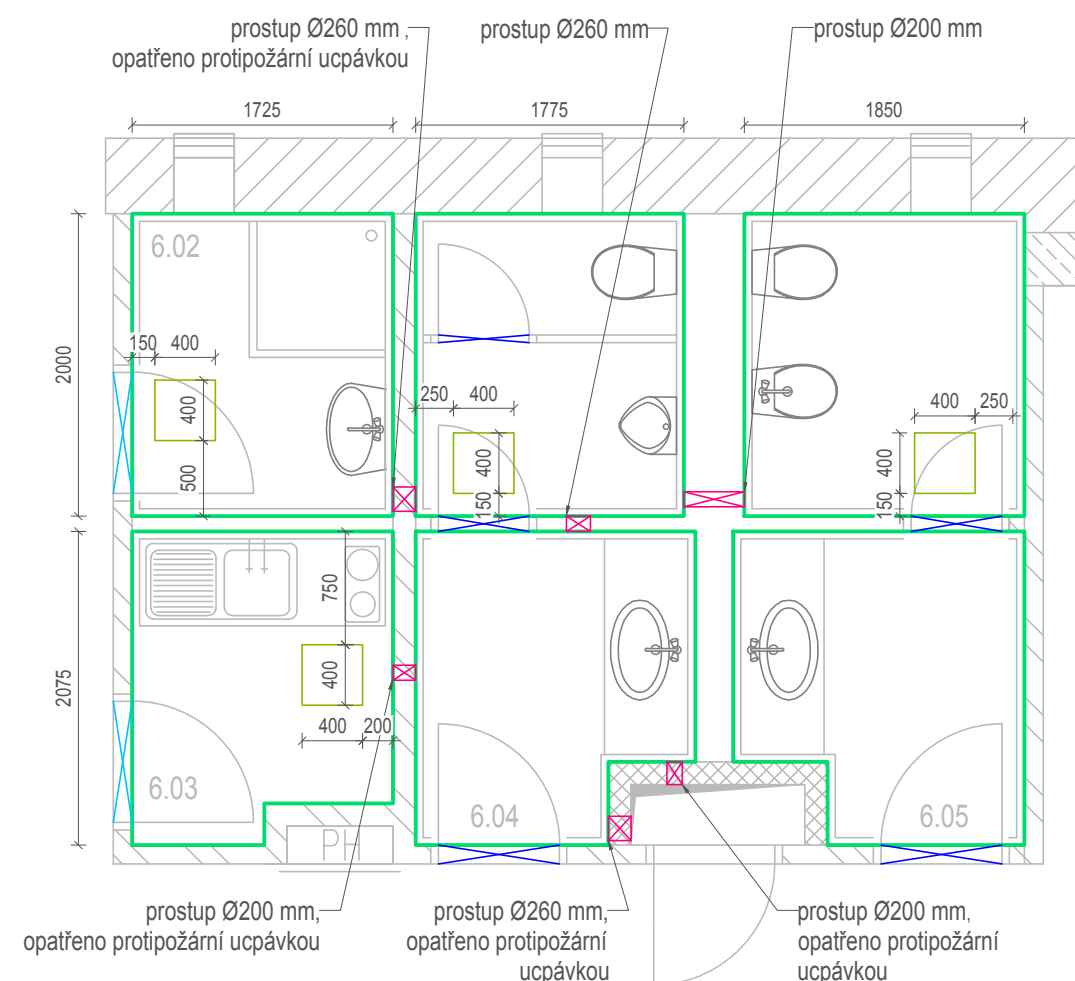 prostup Ø260 mm ,
opatřeno protipožární ucpávkou
prostup Ø260 mm
prostup Ø200 mm
1725
1775
1850
6.02
2000
150
400
400
500
250
400
400
150
400
250
400
150
2075
750
400
400
200
6.03
6.04
6.05
PH
prostup Ø200 mm,
opatřeno protipožární ucpávkou
prostup Ø260 mm,
opatřeno protipožární
ucpávkou
prostup Ø200 mm,
opatřeno protipožární
ucpávkou